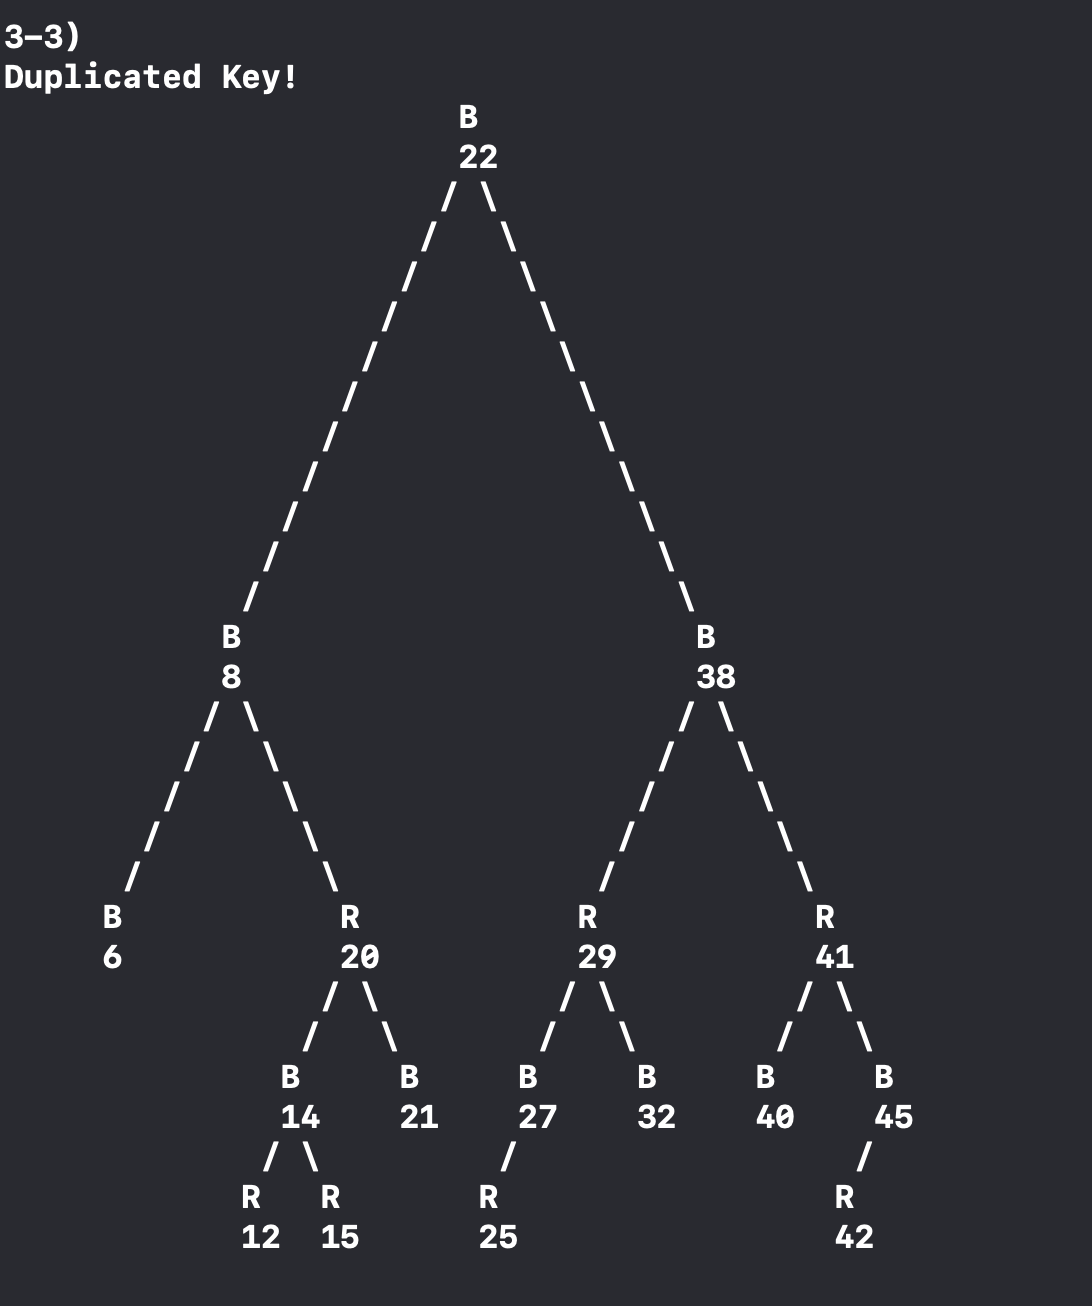 3-3)
Duplicated Key!
B
22
/ \
/ \
/ \
/ \
/ \
/ \
/ \
/ \
/ \
/ \
/ \
B B
8 38
/ \ / \
/ \ / \
/ \ / \
/ \ / \
/ \ / \
B R R R
6 20 29 41
/ \ / \ / \
/ \ / \ / \
B B B B B B
14 21 27 32 40 45
/ \ / /
R R R R
12 15 25 42